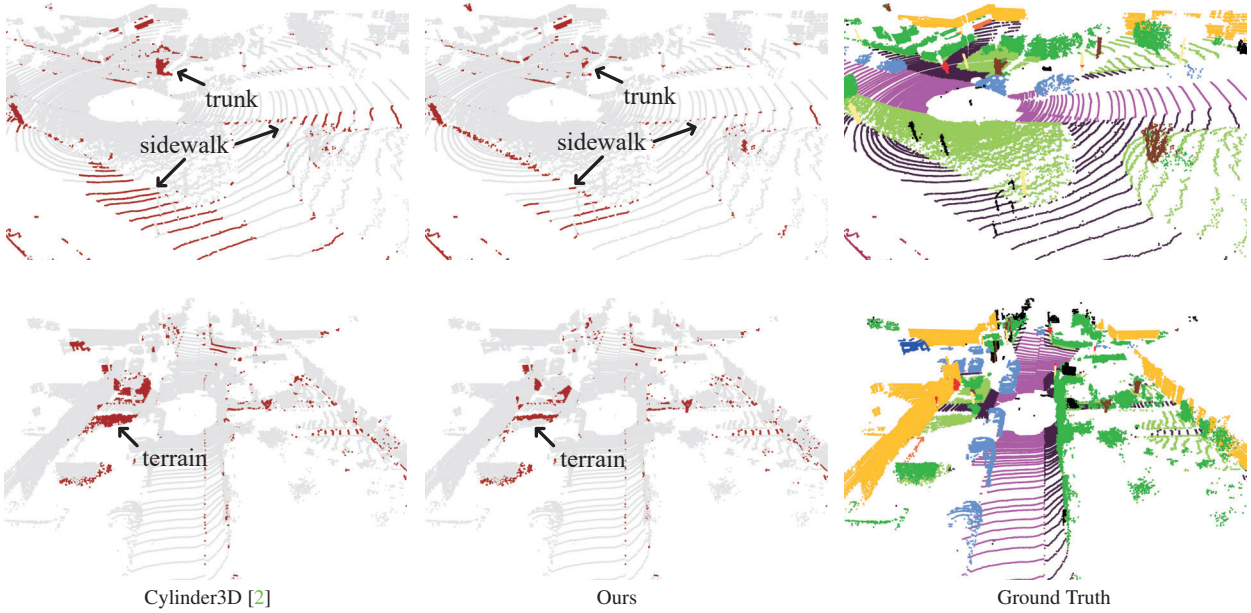 trunk
trunk
sidewalk
sidewalk
terrain
terrain
Cylinder3D [2]
Ours
Ground Truth